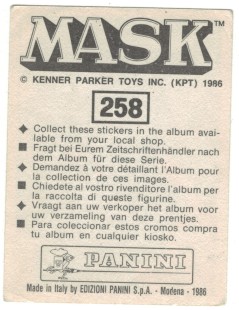 MASK™
© KENNER PARKER TOYS INC. (KPT) 1986
258
◆ Collect these stickers in the album avai-
lable from your local shop.
■ Fragt bei Eurem Zeitschriftenhändler nach
dem Album für diese Serie.
◆ Demandez à votre détaillant l'Album pour
la collection de ces images.
■ Chiedete al vostro rivenditore l'album per
la raccolta di queste figurine.
◆ Vraagt aan uw verkoper het album voor
uw verzameling van deze prentjes.
■ Para coleccionar estos cromos compra
tu album en cualquier kiosko.
PANINI
Made in Italy by EDIZIONI PANINI S.p.A. - Modena - 1986